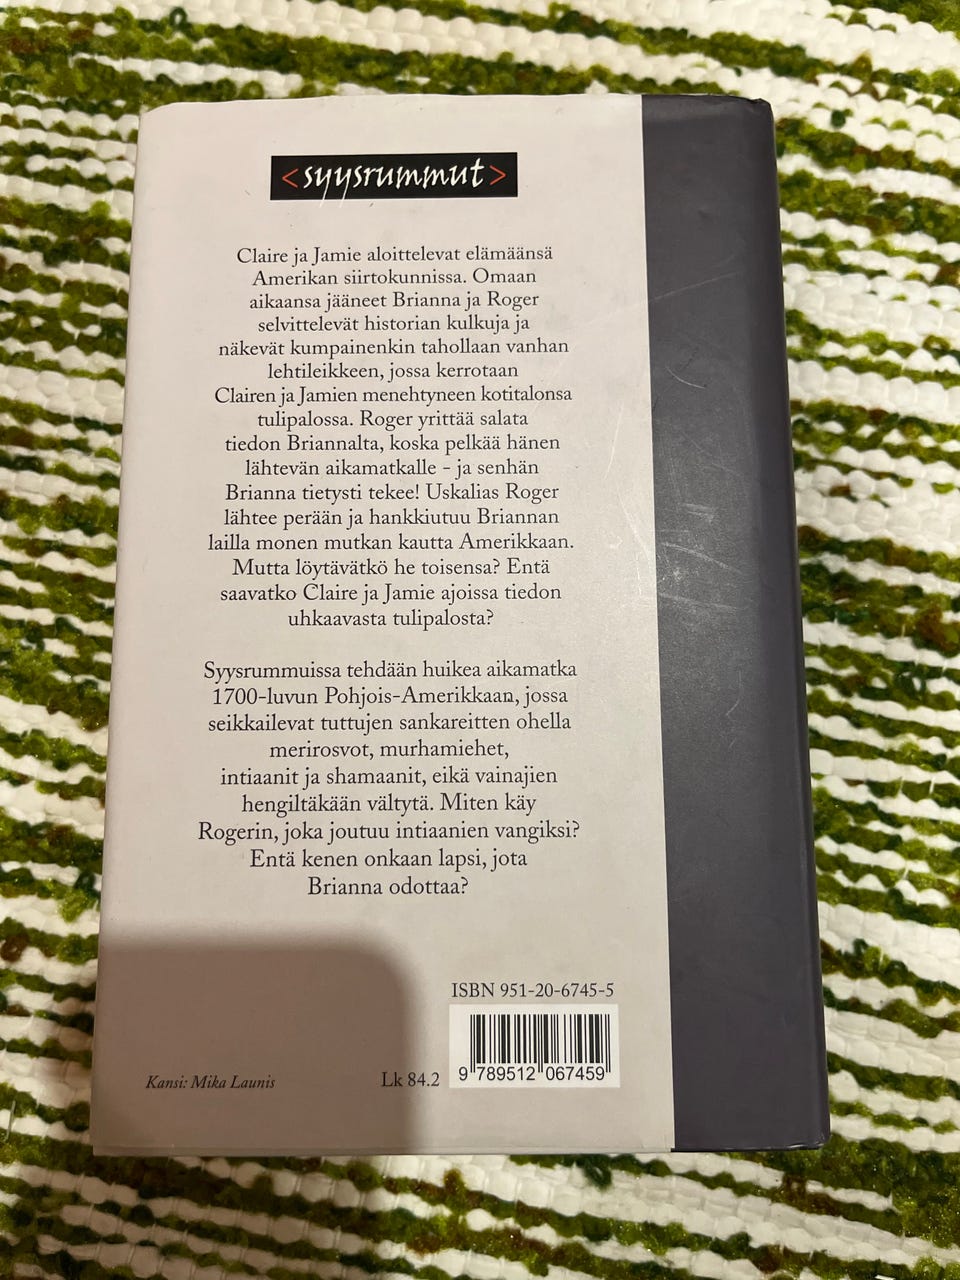 <syysrummut>
Claire ja Jamie aloittelevat elämäänsä
Amerikan siirtokunnissa. Omaan
aikaansa jääneet Brianna ja Roger
selvittelevät historian kulkuja ja
näkevät kumpainenkin tahollaan vanhan
lehtileikkeen, jossa kerrotaan
Clairen ja Jamien menehtyneen kotitalonsa
tulipalossa. Roger yrittää salata
tiedon Briannalta, koska pelkää hänen
lähtevän aikamatkalle - ja senhän
Brianna tietysti tekee! Uskalias Roger
lähtee perään ja hankkiutuu Briannan
lailla monen mutkan kautta Amerikkaan.
Mutta löytävätkö he toisensa? Entä
saavatko Claire ja Jamie ajoissa tiedon
uhkaavasta tulipalosta?
Syysrummuissa tehdään huikea aikamatka
1700-luvun Pohjois-Amerikkaan, jossa
seikkailevat tuttujen sankareitten ohella
merirosvot, murhamiehet,
intiaanit ja shamaanit, eikä vainajien
hengiltäkään vältytä. Miten käy
Rogerin, joka joutuu intiaanien vangiksi?
Entä kenen onkaan lapsi, jota
Brianna odottaa?
ISBN 951-20-6745-5
9 789512 067459
Lk 84.2
Kansi: Mika Launis